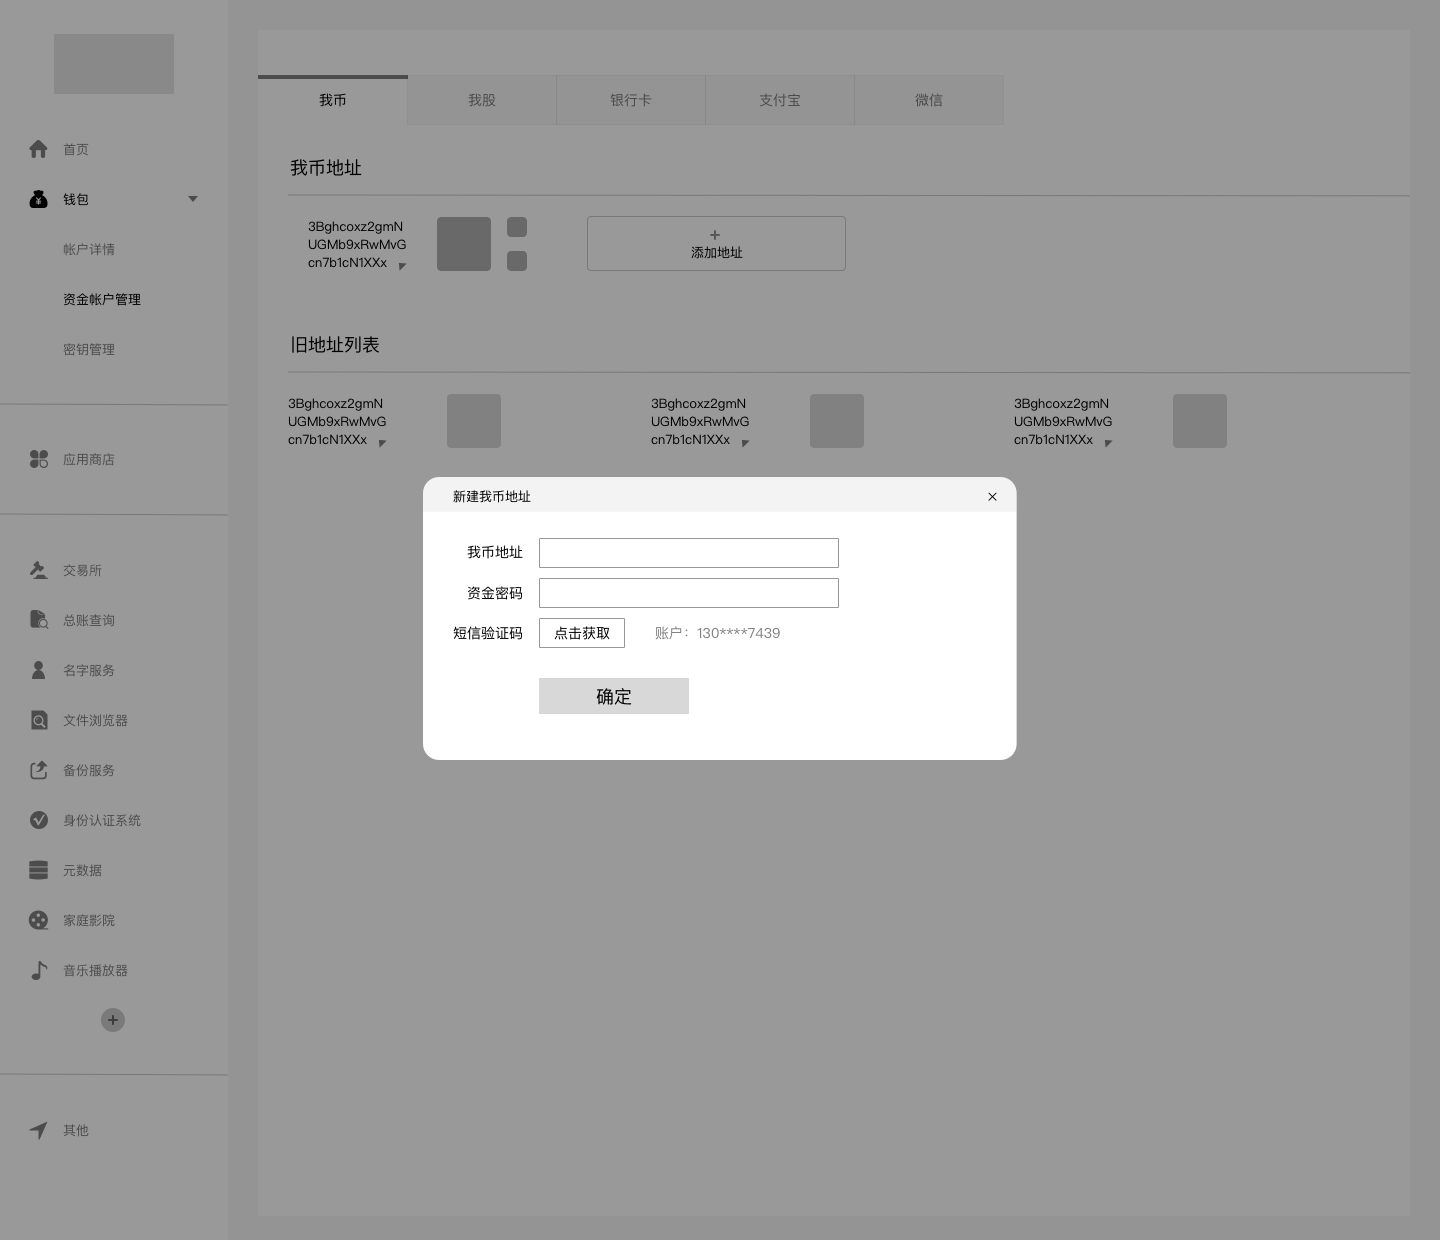 首页
钱包
帐户详情
资金帐户管理
密钥管理
应用商店
交易所
总账查询
名字服务
文件浏览器
备份服务
身份认证系统
元数据
家庭影院
音乐播放器
其他
我币
我股
银行卡
支付宝
微信
我币地址
3Bghcoxz2gmN
UGMb9xRwMvG
cn7b1cN1XXx
+
添加地址
旧地址列表
3Bghcoxz2gmN
UGMb9xRwMvG
cn7b1cN1XXx
3Bghcoxz2gmN
UGMb9xRwMvG
cn7b1cN1XXx
3Bghcoxz2gmN
UGMb9xRwMvG
cn7b1cN1XXx
新建我币地址
我币地址
资金密码
短信验证码 点击获取 账户：130****7439
确定